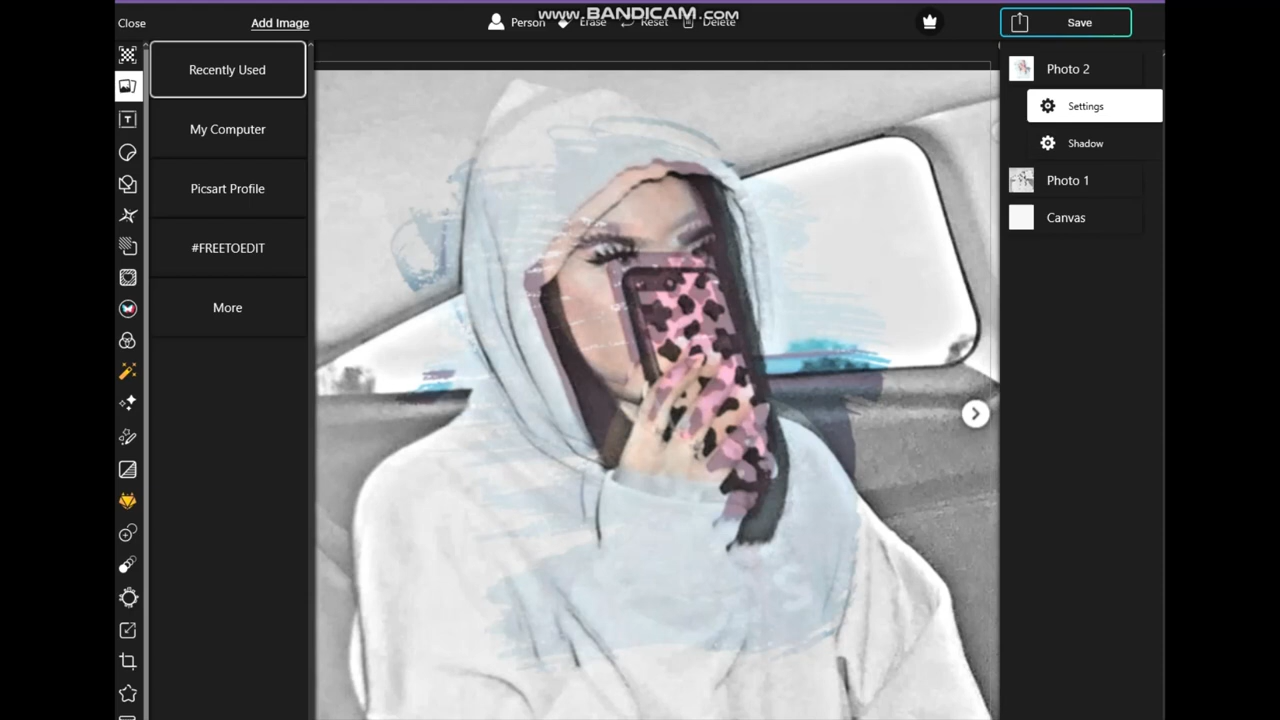 www.BANDICAM.com
Close
Add Image
Person
Erase
Reset
Delete
Save
Recently Used
My Computer
Picsart Profile
#FREETOEDIT
More
T
Photo 2
Settings
Shadow
Photo 1
Canvas